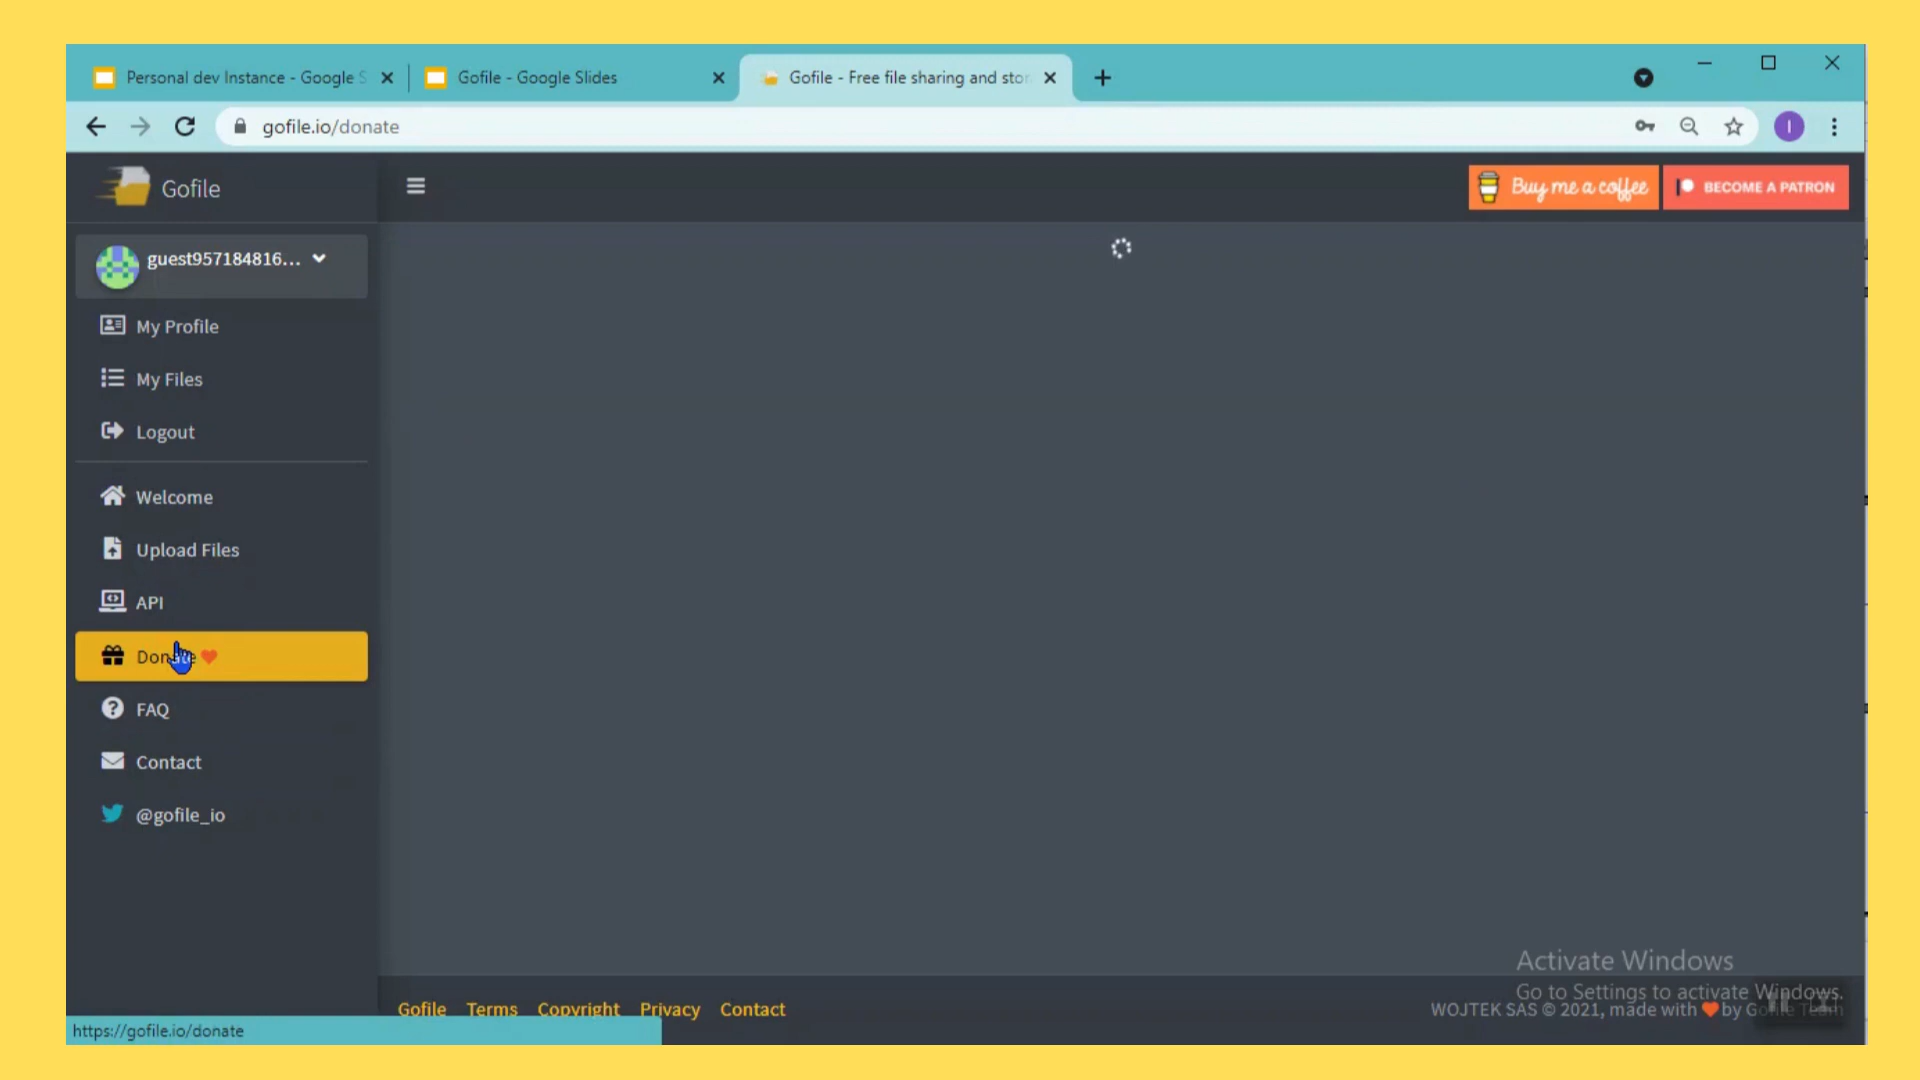 Personal dev Instance - Google S
Gofile - Google Slides
Gofile - Free file sharing and stor
gofile.io/donate
I
Gofile
Buy me a coffee
BECOME A PATRON
guest957184816...
My Profile
My Files
Logout
Welcome
Upload Files
API
Donate
FAQ
Contact
@gofile_io
Activate Windows
Go to Settings to activate Windows.
Gofile Terms Copyright Privacy Contact
WOJTEK SAS © 2021, made with by Gofile Team
https://gofile.io/donate